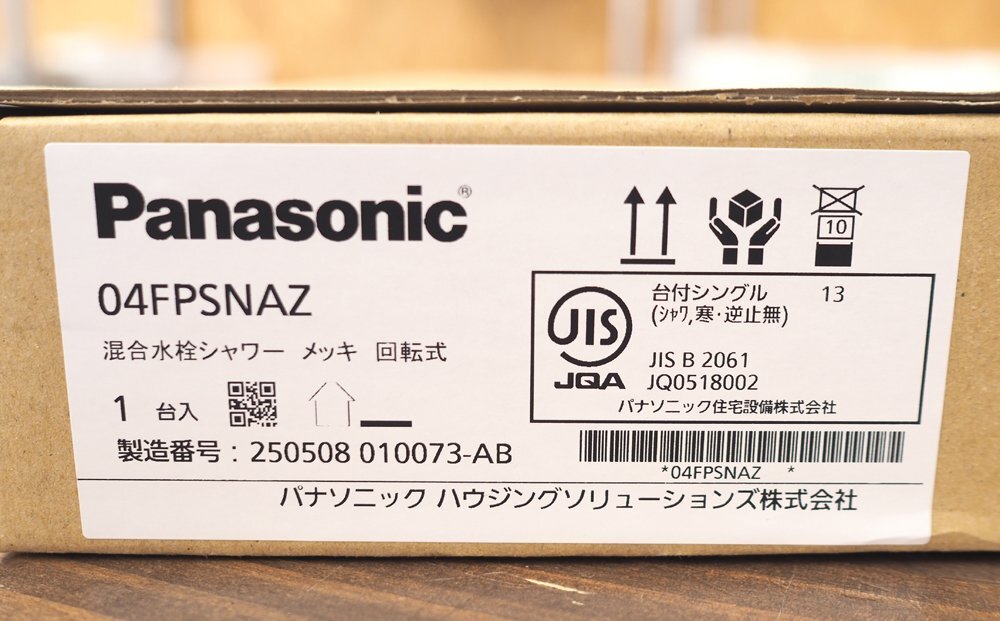 Panasonic®
04FPSNAZ
混合水栓シャワー メッキ 回転式
1 台入
製造番号：250508 010073-AB
10
JIS
JQA
台付シングル 13
(ｼｬﾜ,寒・逆止無)
JIS B 2061
JQ0518002
パナソニック住宅設備株式会社
*04FPSNAZ *
パナソニック ハウジングソリューションズ株式会社